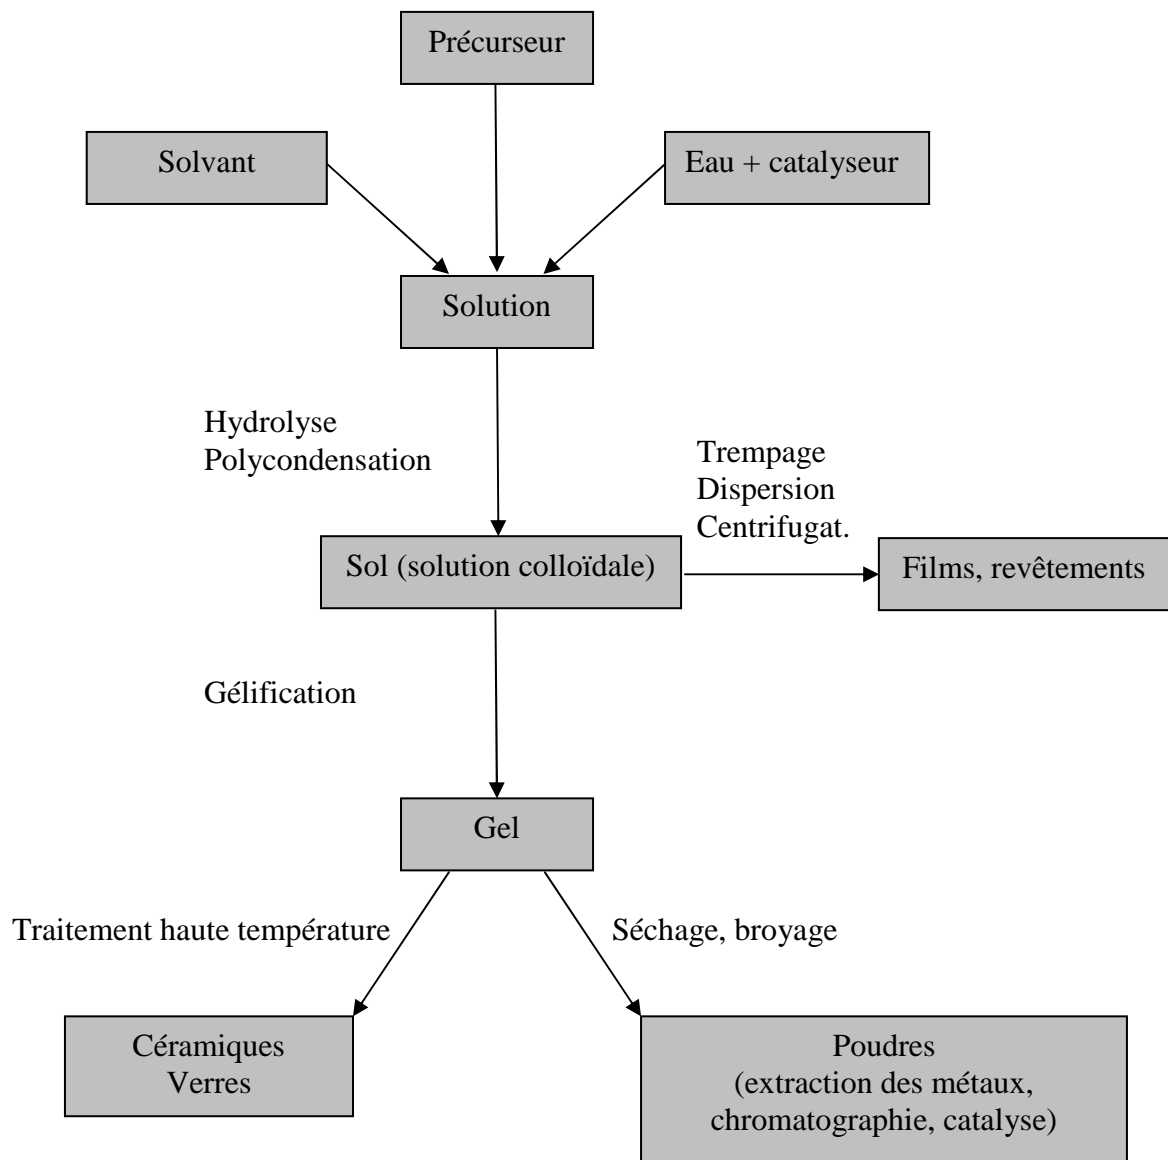 Précurseur
Solvant
Eau + catalyseur
Solution
Hydrolyse
Polycondensation
Trempage
Dispersion
Centrifugat.
Sol (solution colloïdale)
Films, revêtements
Gélification
Gel
Traitement haute température
Séchage, broyage
Céramiques
Verres
Poudres
(extraction des métaux,
chromatographie, catalyse)